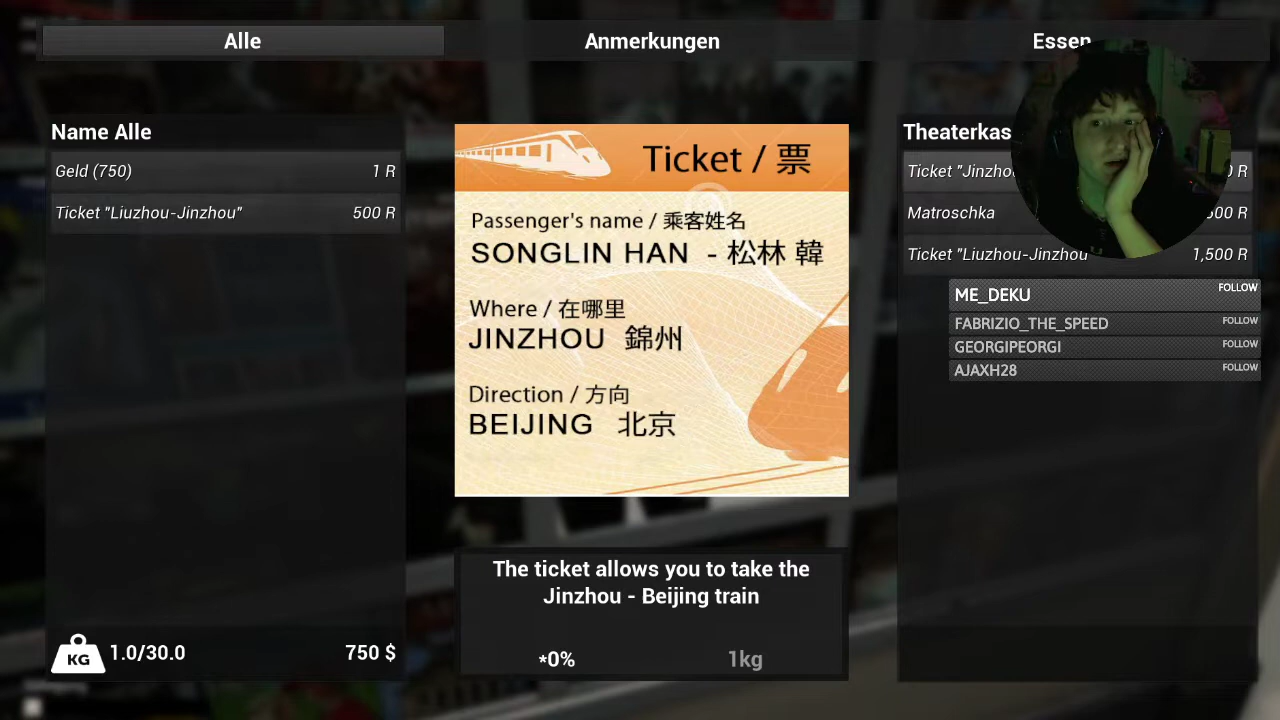 Alle
Anmerkungen
Essen
Name Alle
Geld (750) 1 R
Ticket "Liuzhou-Jinzhou" 500 R
Ticket / 票
Passenger's name / 乘客姓名
SONGLIN HAN - 松林 韓
Where / 在哪里
JINZHOU 錦州
Direction / 方向
BEIJING 北京
The ticket allows you to take the
Jinzhou - Beijing train
*0% 1kg
KG 1.0/30.0 750 $
Theaterkas
Ticket "Jinzho R
Matroschka 00 R
Ticket "Liuzhou-Jinzhou 1,500 R
ME_DEKU FOLLOW
FABRIZIO_THE_SPEED FOLLOW
GEORGIPEORGI FOLLOW
AJAXH28 FOLLOW